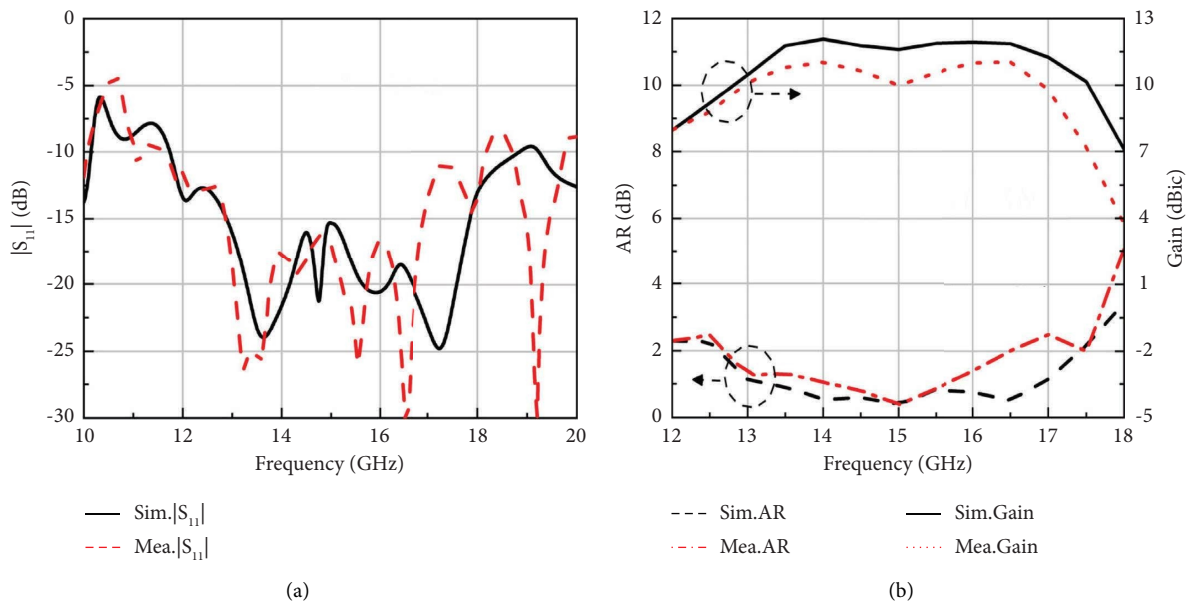 0
-5
-10
-15
-20
-25
-30
|S₁₁| (dB)
10
12
14
16
18
20
Frequency (GHz)
Sim.|S₁₁|
Mea.|S₁₁|
(a)
12
10
8
6
4
2
0
AR (dB)
13
10
7
4
1
-2
-5
Gain (dBic)
12
13
14
15
16
17
18
Frequency (GHz)
Sim.AR
Mea.AR
Sim.Gain
Mea.Gain
(b)